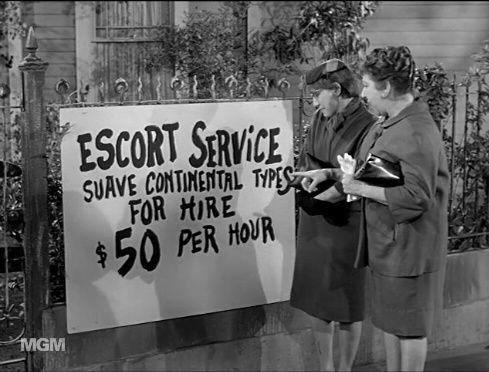 ESCORT SERVICE
SUAVE CONTINENTAL TYPES
FOR HIRE
$50 PER HOUR
MGM